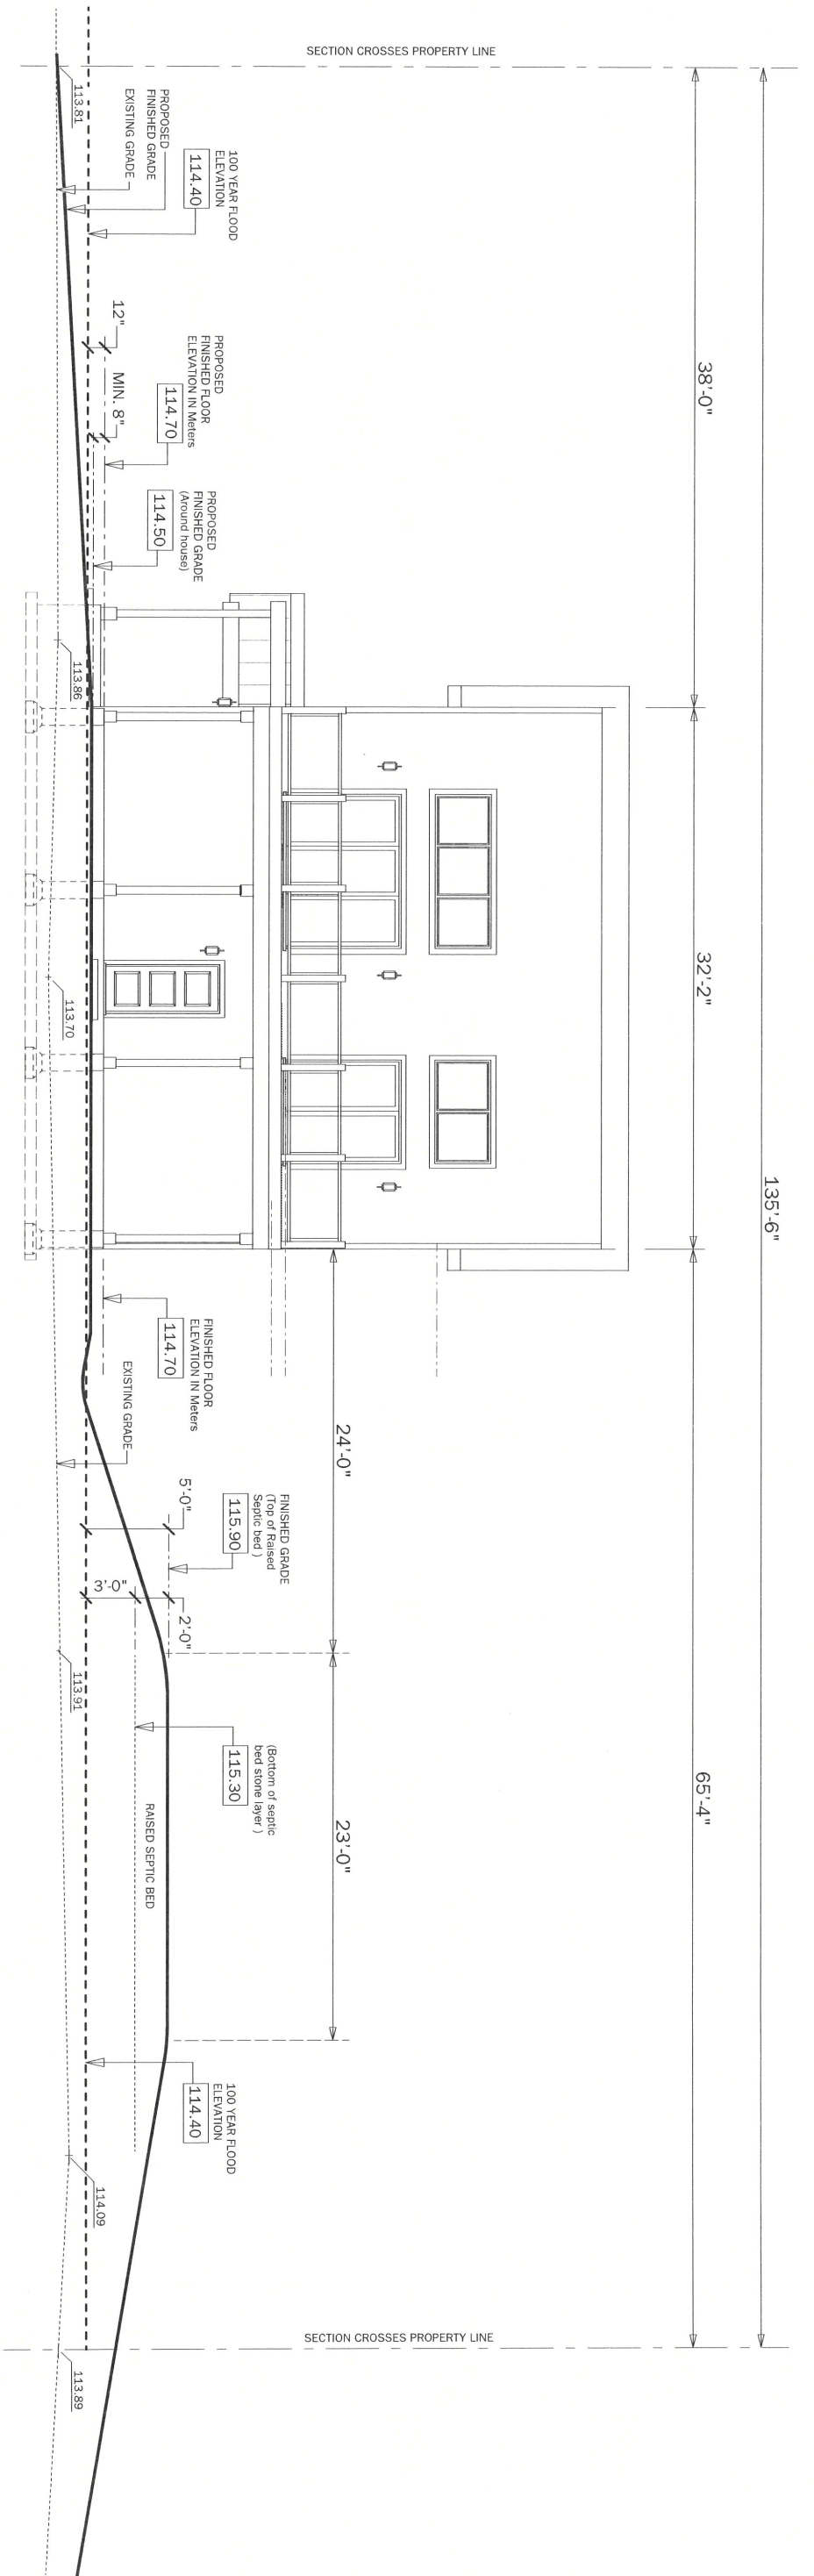 SECTION CROSSES PROPERTY LINE
113.81
EXISTING GRADE
PROPOSED
FINISHED GRADE
100 YEAR FLOOD
ELEVATION
114.40
12"
MIN. 8"
PROPOSED
FINISHED FLOOR
ELEVATION IN Meters
114.70
PROPOSED
FINISHED GRADE
(Around house)
114.50
38'-0"
113.86
113.70
32'-2"
135'-6"
FINISHED FLOOR
ELEVATION IN Meters
114.70
EXISTING GRADE
24'-0"
5'-0"
FINISHED GRADE
(Top of Raised
Septic bed )
115.90
3'-0"
2'-0"
113.91
(Bottom of septic
bed stone layer )
115.30
RAISED SEPTIC BED
23'-0"
65'-4"
100 YEAR FLOOD
ELEVATION
114.40
114.09
SECTION CROSSES PROPERTY LINE
113.89